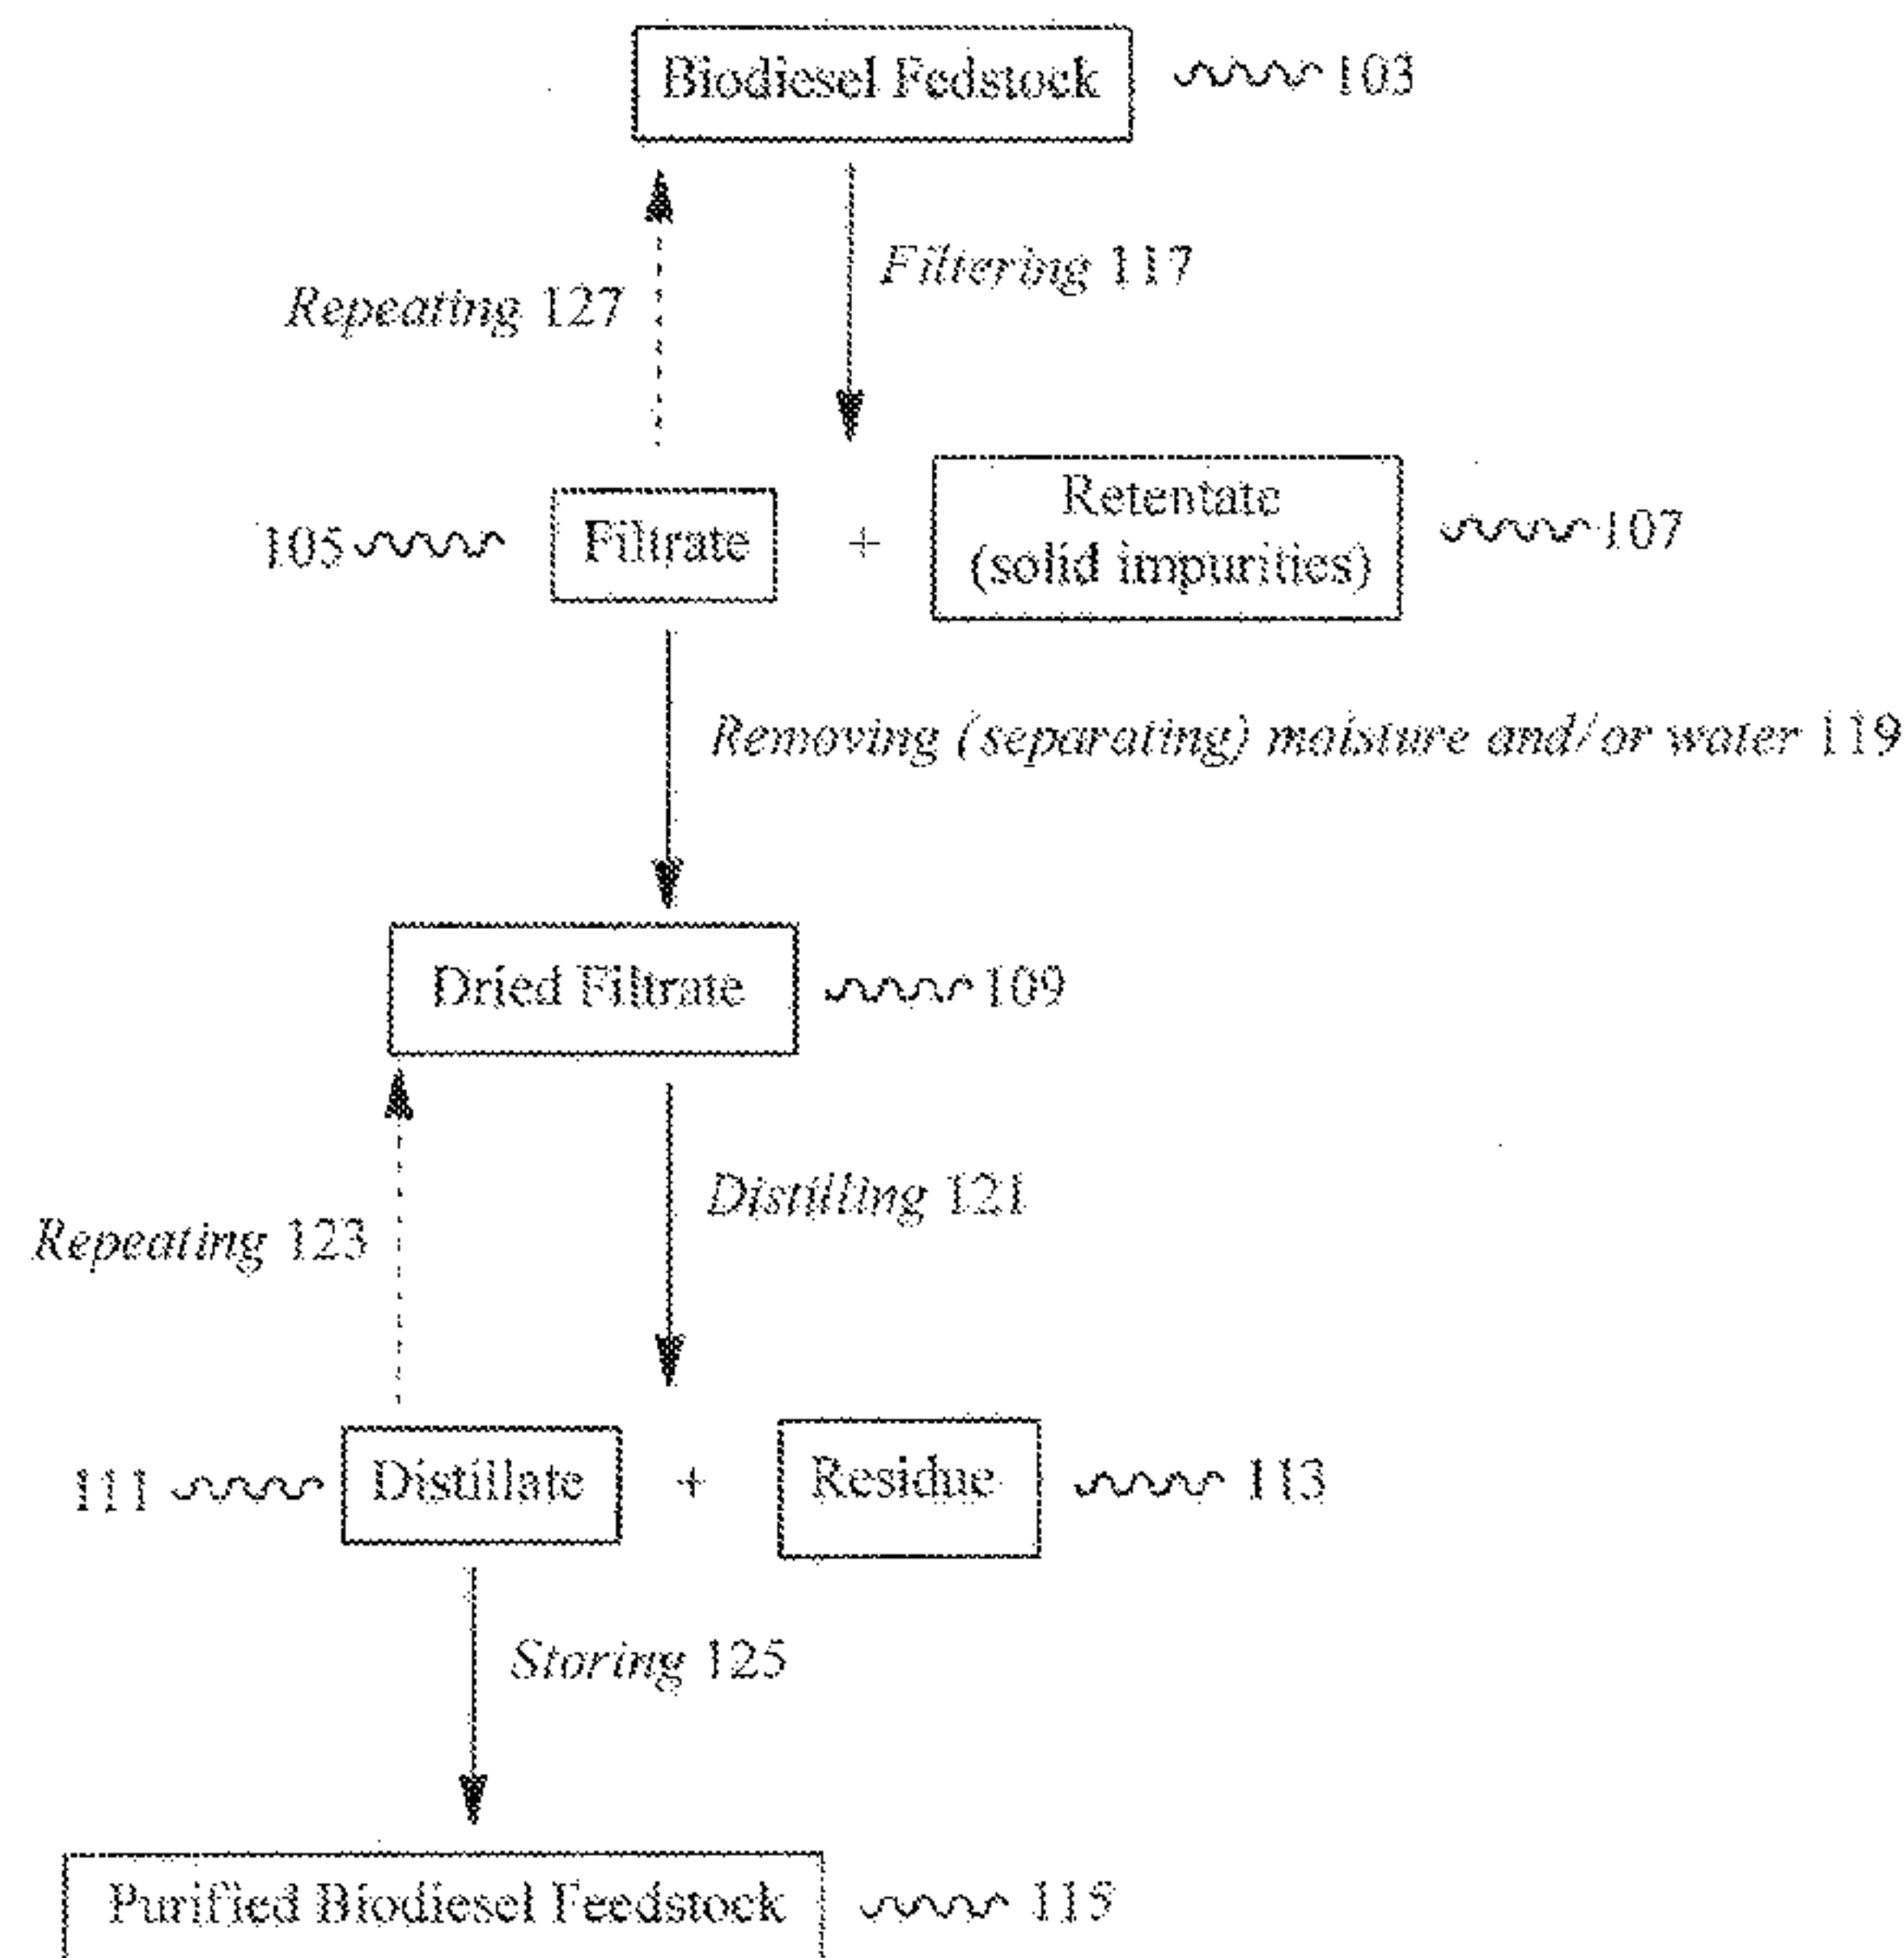 Biodiesel Fedstock 103
Filtering 117
Repeating 127
105 Filtrate + Retentate (solid impurities) 107
Removing (separating) moisture and/or water 119
Dried Filtrate 109
Distilling 121
Repeating 123
111 Distillate + Residue 113
Storing 125
Purified Biodiesel Feedstock 115